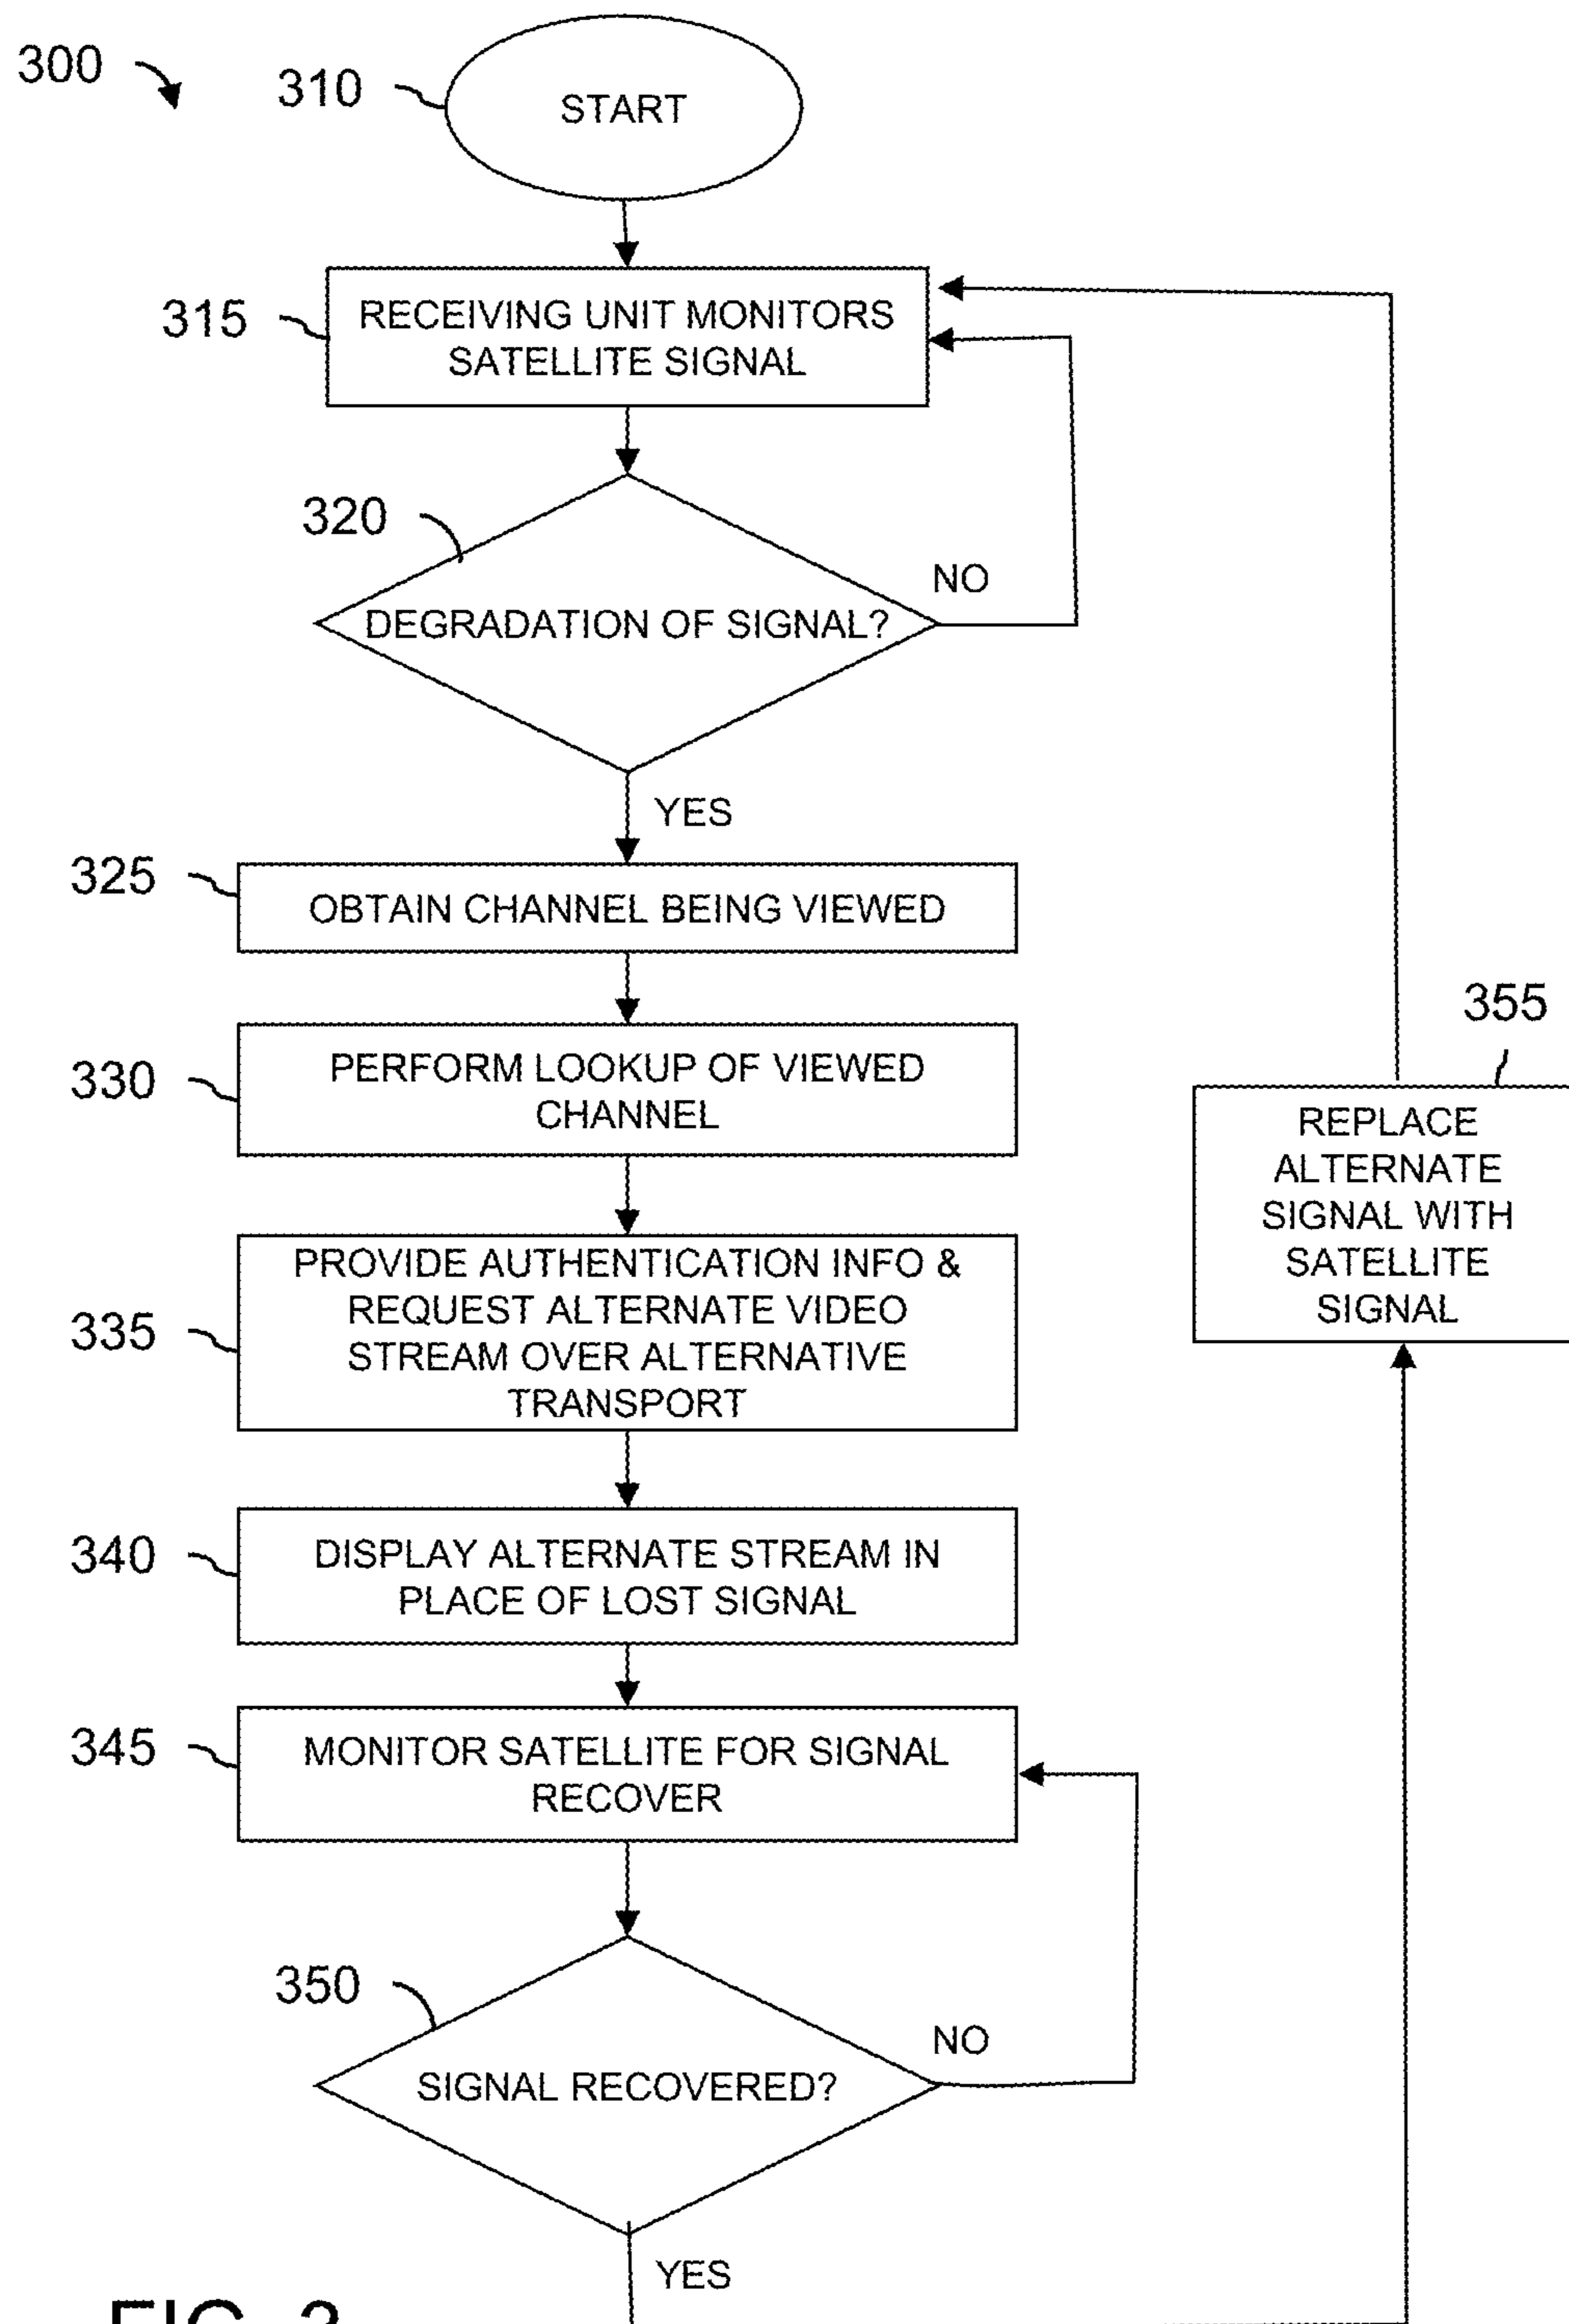 300
310
START
315
RECEIVING UNIT MONITORS
SATELLITE SIGNAL
320
DEGRADATION OF SIGNAL?
NO
YES
325
OBTAIN CHANNEL BEING VIEWED
330
PERFORM LOOKUP OF VIEWED
CHANNEL
335
PROVIDE AUTHENTICATION INFO &
REQUEST ALTERNATE VIDEO
STREAM OVER ALTERNATIVE
TRANSPORT
340
DISPLAY ALTERNATE STREAM IN
PLACE OF LOST SIGNAL
345
MONITOR SATELLITE FOR SIGNAL
RECOVER
350
SIGNAL RECOVERED?
NO
YES
355
REPLACE
ALTERNATE
SIGNAL WITH
SATELLITE
SIGNAL
FIG. 3